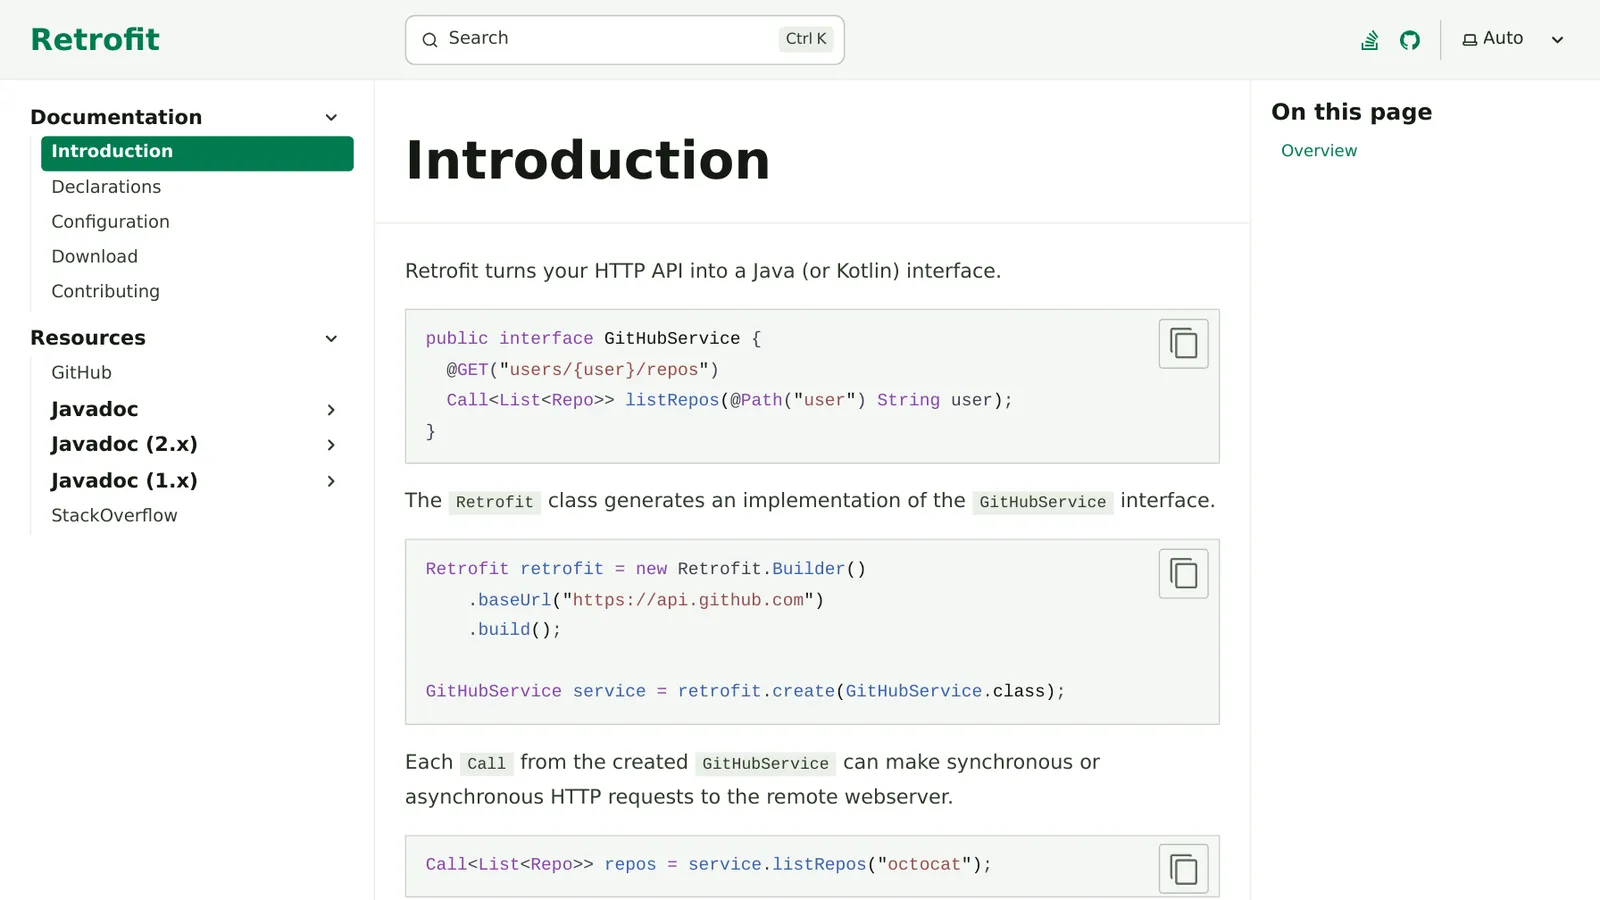 Retrofit
Search
Ctrl K
Auto
Documentation
Introduction
Declarations
Configuration
Download
Contributing
Resources
GitHub
Javadoc
Javadoc (2.x)
Javadoc (1.x)
StackOverflow
Introduction
Retrofit turns your HTTP API into a Java (or Kotlin) interface.
public interface GitHubService {
  @GET("users/{user}/repos")
  Call<List<Repo>> listRepos(@Path("user") String user);
}
The Retrofit class generates an implementation of the GitHubService interface.
Retrofit retrofit = new Retrofit.Builder()
    .baseUrl("https://api.github.com")
    .build();
GitHubService service = retrofit.create(GitHubService.class);
Each Call from the created GitHubService can make synchronous or
asynchronous HTTP requests to the remote webserver.
Call<List<Repo>> repos = service.listRepos("octocat");
On this page
Overview